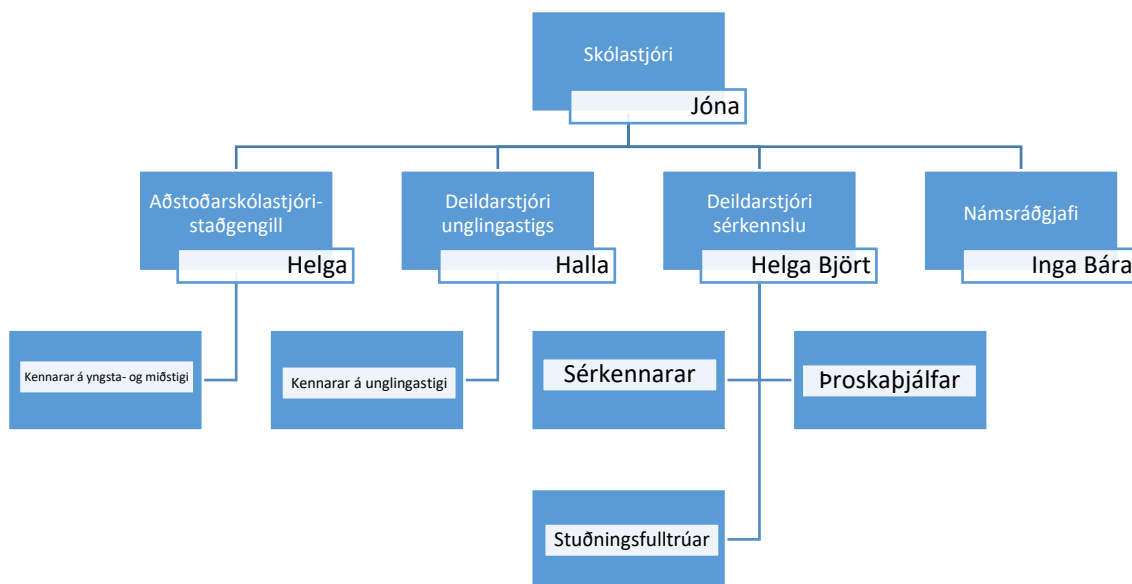 Skólastjóri
Jóna
Aðstoðarskólastjóri-
staðgengill
Helga
Deildarstjóri
unglingastigs
Halla
Deildarstjóri
sérkennslu
Helga Björt
Námsráðgjafi
Inga Bára
Kennarar á yngsta- og miðstigi
Kennarar á unglingastigi
Sérkennarar
Þroskaþjálfar
Stuðningsfulltrúar